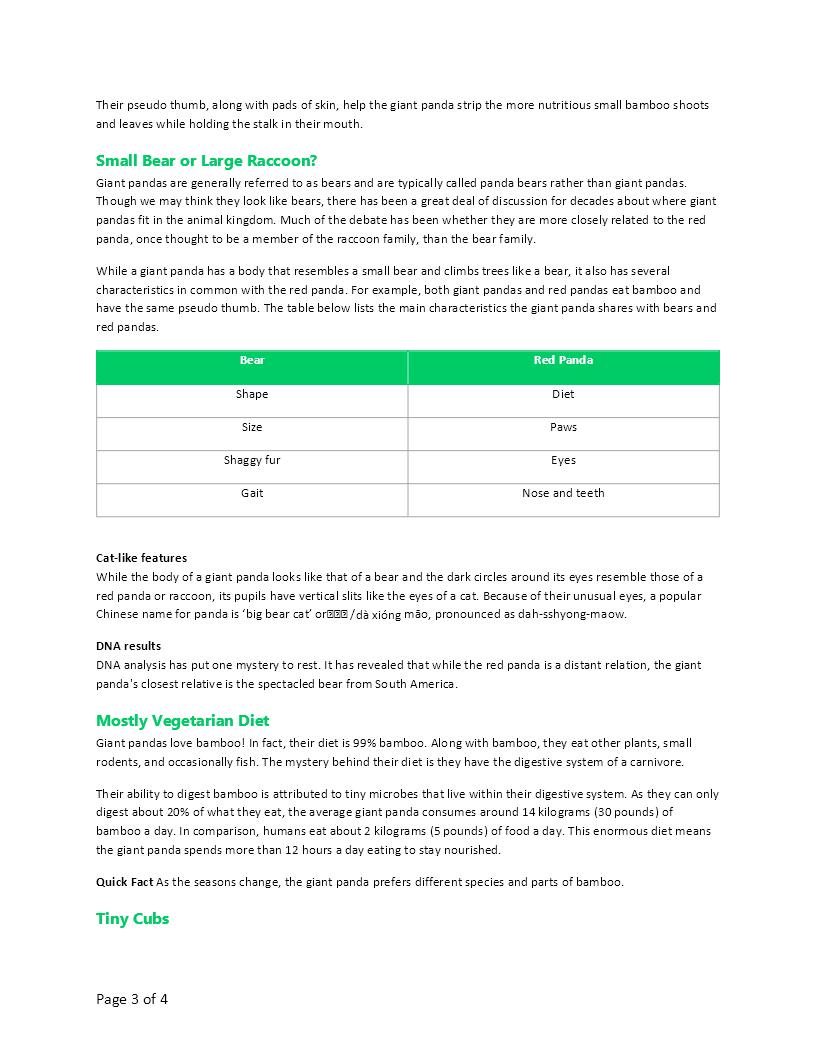 Their pseudo thumb, along with pads of skin, help the giant panda strip the more nutritious small bamboo shoots
and leaves while holding the stalk in their mouth.
Small Bear or Large Raccoon?
Giant pandas are generally referred to as bears and are typically called panda bears rather than giant pandas.
Though we may think they look like bears, there has been a great deal of discussion for decades about where giant
pandas fit in the animal kingdom. Much of the debate has been whether they are more closely related to the red
panda, once thought to be a member of the raccoon family, than the bear family.
While a giant panda has a body that resembles a small bear and climbs trees like a bear, it also has several
characteristics in common with the red panda. For example, both giant pandas and red pandas eat bamboo and
have the same pseudo thumb. The table below lists the main characteristics the giant panda shares with bears and
red pandas.
Bear Red Panda
Shape Diet
Size Paws
Shaggy fur Eyes
Gait Nose and teeth
Cat-like features
While the body of a giant panda looks like that of a bear and the dark circles around its eyes resemble those of a
red panda or raccoon, its pupils have vertical slits like the eyes of a cat. Because of their unusual eyes, a popular
Chinese name for panda is ‘big bear cat’ or /dà xióng māo, pronounced as dah-sshyong-maow.
DNA results
DNA analysis has put one mystery to rest. It has revealed that while the red panda is a distant relation, the giant
panda's closest relative is the spectacled bear from South America.
Mostly Vegetarian Diet
Giant pandas love bamboo! In fact, their diet is 99% bamboo. Along with bamboo, they eat other plants, small
rodents, and occasionally fish. The mystery behind their diet is they have the digestive system of a carnivore.
Their ability to digest bamboo is attributed to tiny microbes that live within their digestive system. As they can only
digest about 20% of what they eat, the average giant panda consumes around 14 kilograms (30 pounds) of
bamboo a day. In comparison, humans eat about 2 kilograms (5 pounds) of food a day. This enormous diet means
the giant panda spends more than 12 hours a day eating to stay nourished.
Quick Fact As the seasons change, the giant panda prefers different species and parts of bamboo.
Tiny Cubs
Page 3 of 4